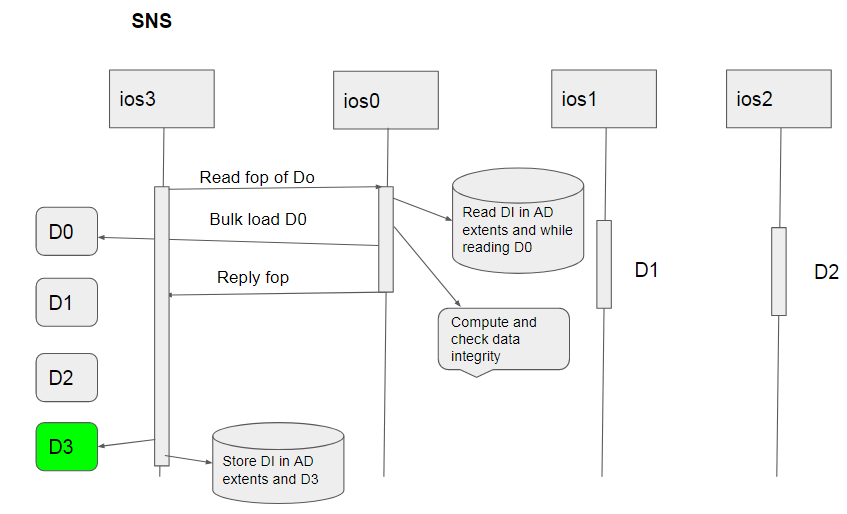 SNS
ios3
ios0
ios1
ios2
Read fop of Do
Bulk load D0
Reply fop
Read DI in AD
extents and while
reading D0
Compute and
check data
integrity
D0
D1
D2
D3
D1
D2
Store DI in AD
extents and D3